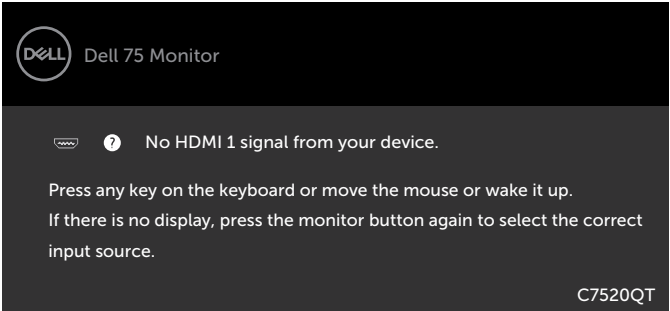 DELL
Dell 75 Monitor
? No HDMI 1 signal from your device.
Press any key on the keyboard or move the mouse or wake it up.
If there is no display, press the monitor button again to select the correct
input source.
C7520QT